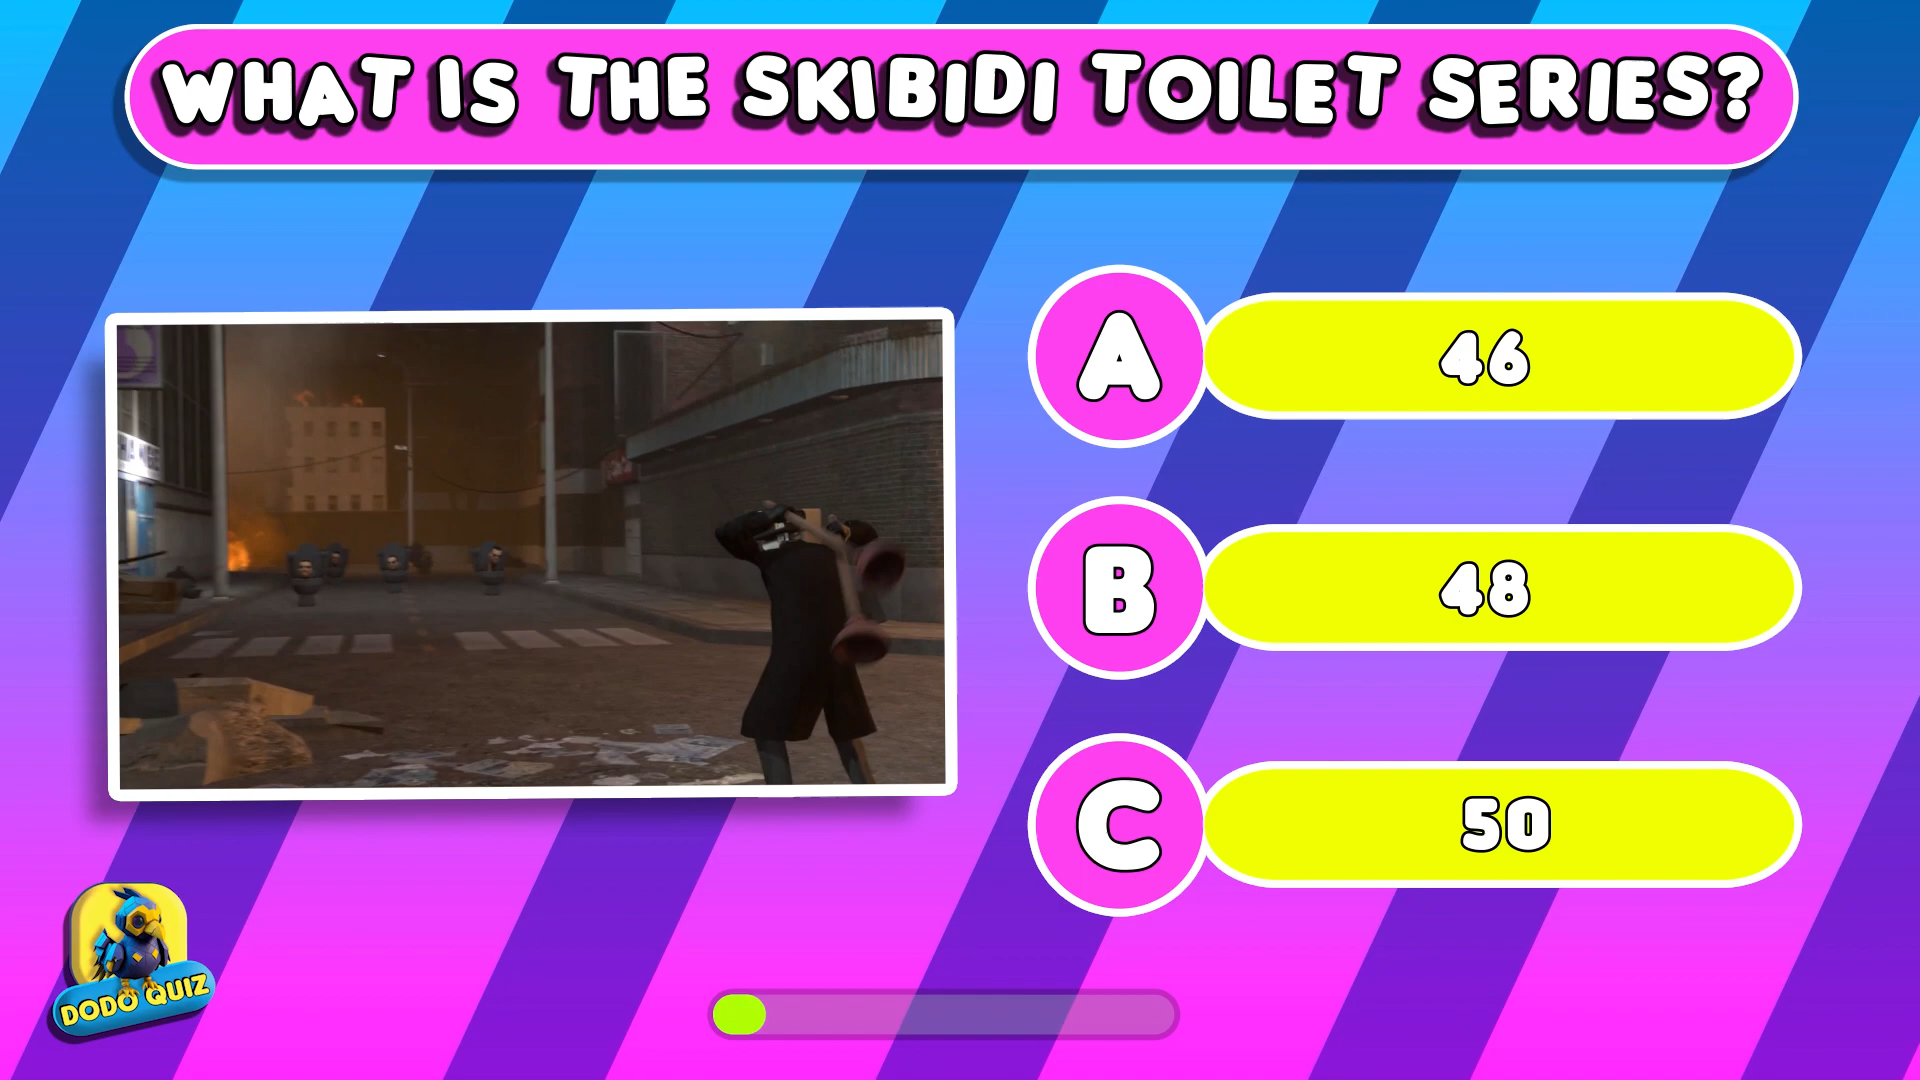 WHAT IS THE SKIBIDI TOILET SERIES?
A
46
B
48
C
50
DODO QUIZ